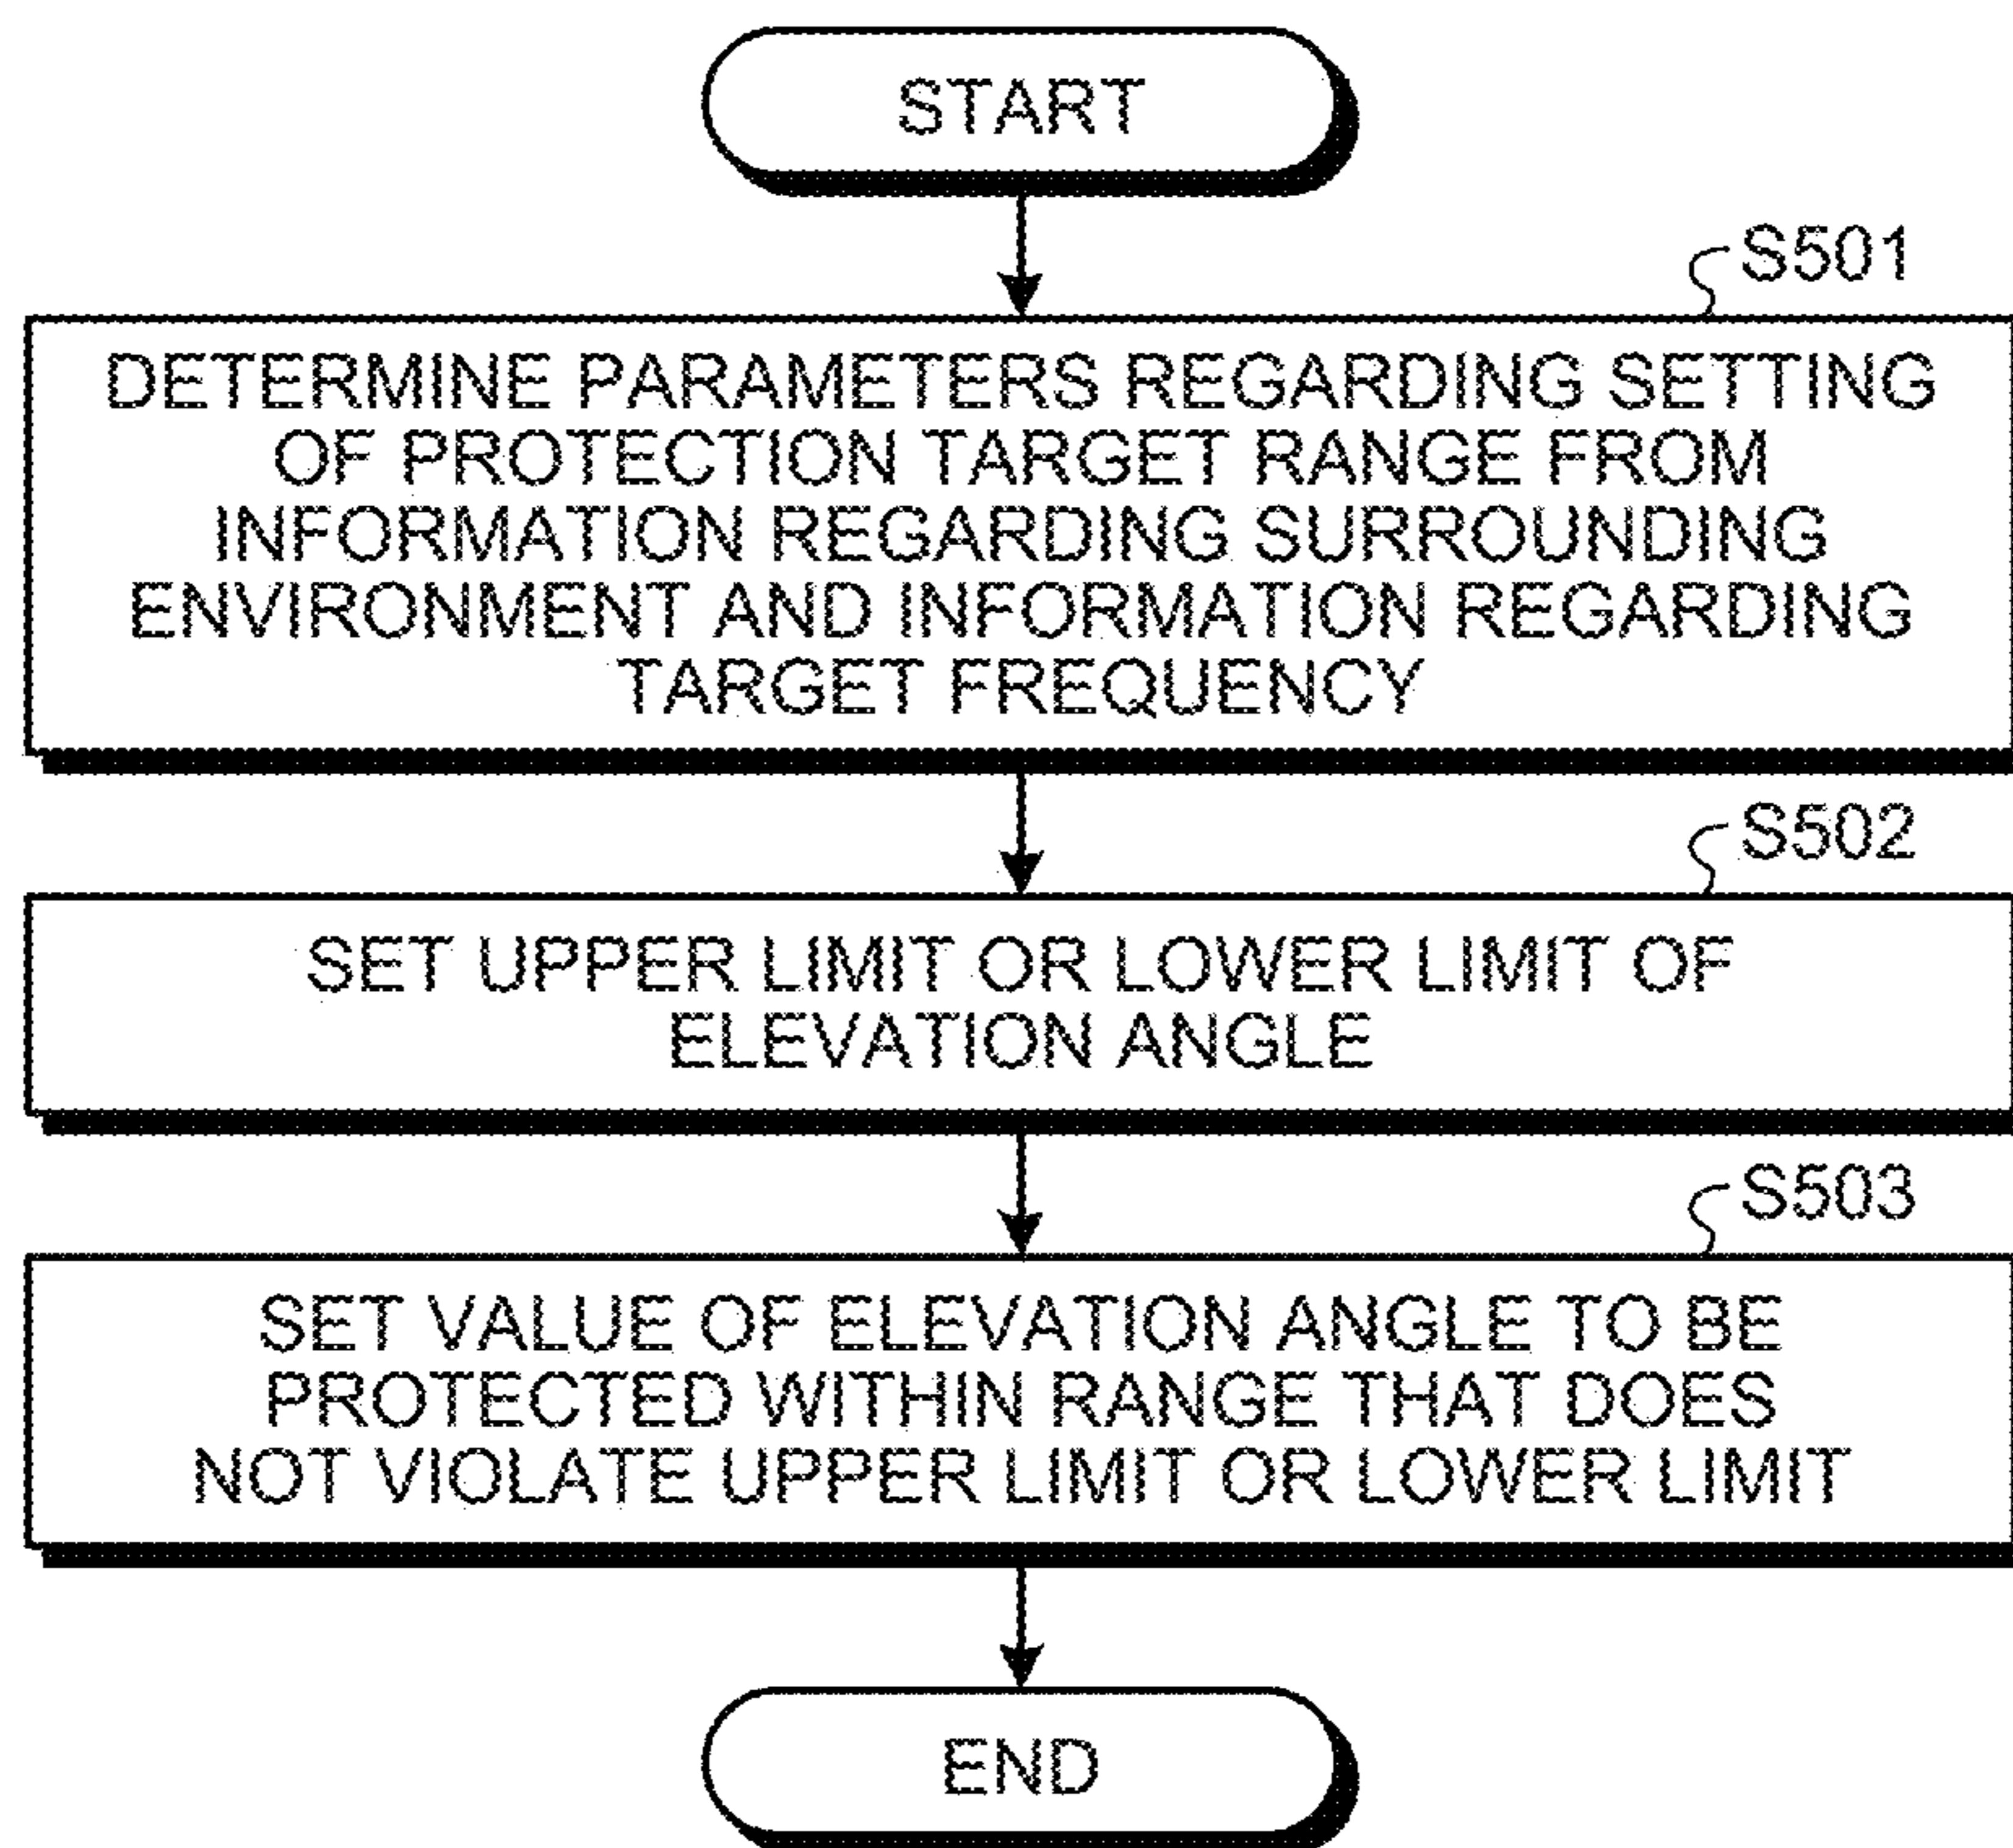 START
S501
DETERMINE PARAMETERS REGARDING SETTING
OF PROTECTION TARGET RANGE FROM
INFORMATION REGARDING SURROUNDING
ENVIRONMENT AND INFORMATION REGARDING
TARGET FREQUENCY
S502
SET UPPER LIMIT OR LOWER LIMIT OF
ELEVATION ANGLE
S503
SET VALUE OF ELEVATION ANGLE TO BE
PROTECTED WITHIN RANGE THAT DOES
NOT VIOLATE UPPER LIMIT OR LOWER LIMIT
END